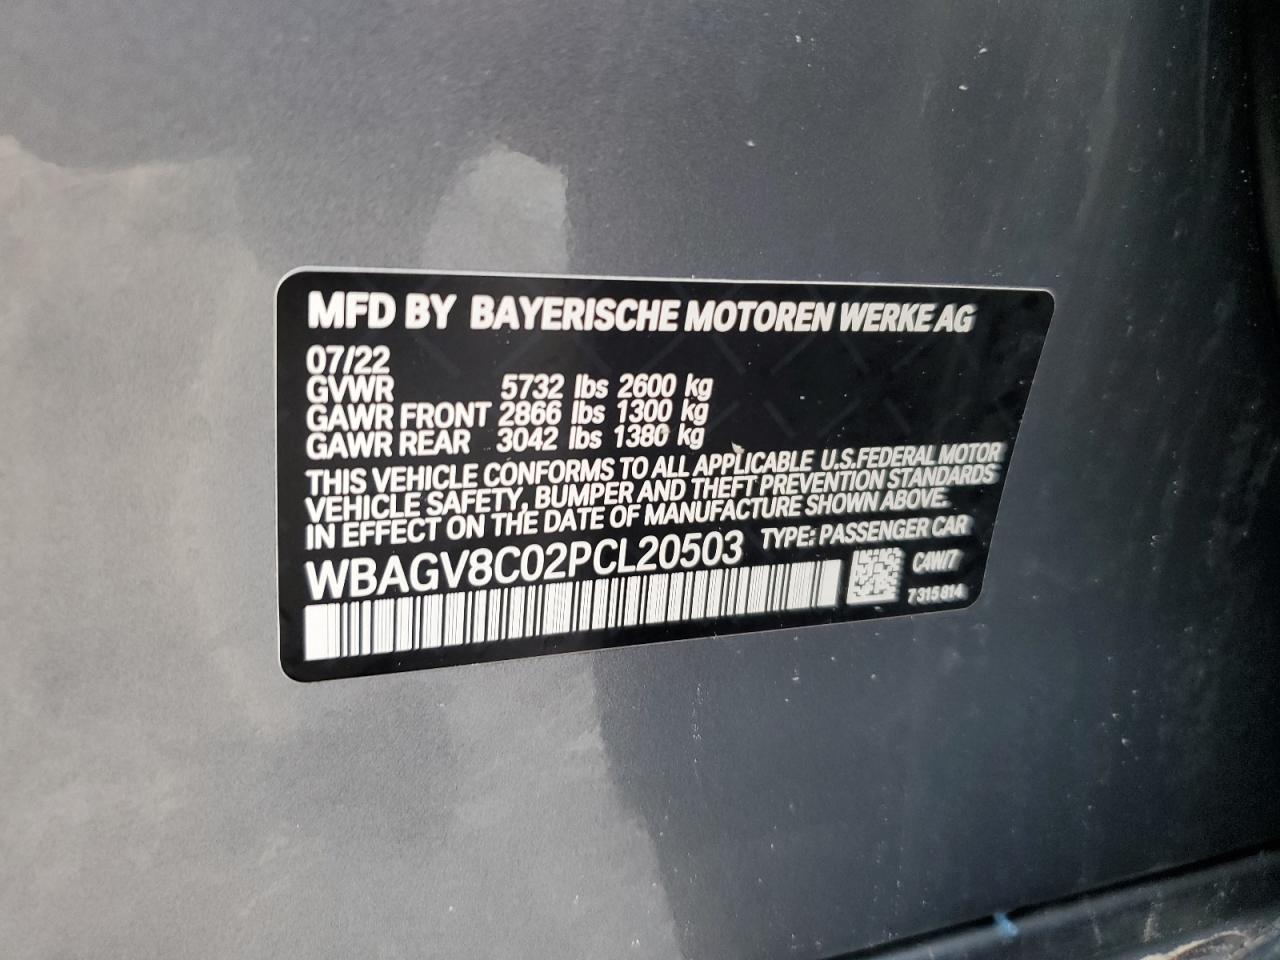 MFD BY BAYERISCHE MOTOREN WERKE AG
07/22
GVWR 5732 lbs 2600 kg
GAWR FRONT 2866 lbs 1300 kg
GAWR REAR 3042 lbs 1380 kg
THIS VEHICLE CONFORMS TO ALL APPLICABLE U.S.FEDERAL MOTOR
VEHICLE SAFETY, BUMPER AND THEFT PREVENTION STANDARDS
IN EFFECT ON THE DATE OF MANUFACTURE SHOWN ABOVE.
WBAGV8C02PCL20503 TYPE: PASSENGER CAR
C4W/7
7315814